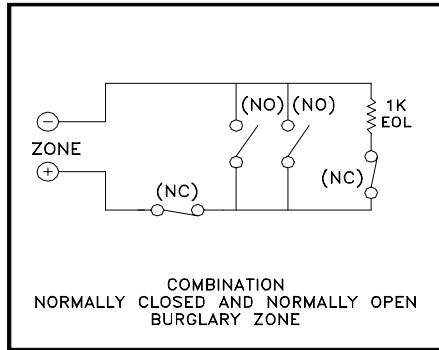 (NO) (NO)
1K
EOL
−
ZONE
+
(NC)
(NC)
COMBINATION
NORMALLY CLOSED AND NORMALLY OPEN
BURGLARY ZONE